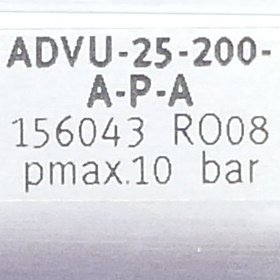 ADVU-25-200-
A-P-A
156043 RO08
pmax.10 bar